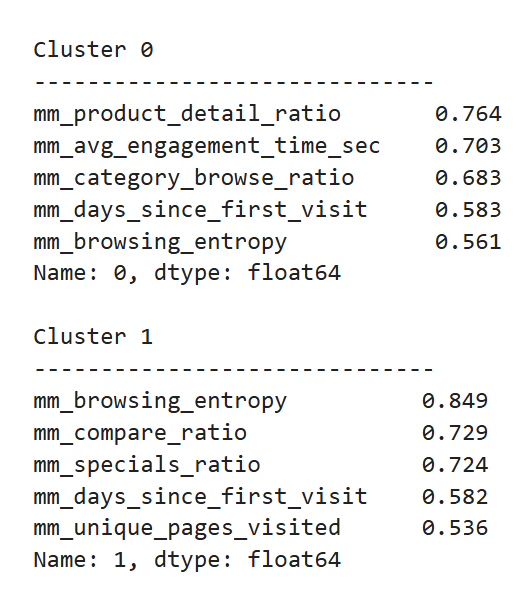 Cluster 0
------------------------------
mm_product_detail_ratio       0.764
mm_avg_engagement_time_sec    0.703
mm_category_browse_ratio      0.683
mm_days_since_first_visit     0.583
mm_browsing_entropy           0.561
Name: 0, dtype: float64

Cluster 1
------------------------------
mm_browsing_entropy          0.849
mm_compare_ratio             0.729
mm_specials_ratio            0.724
mm_days_since_first_visit    0.582
mm_unique_pages_visited      0.536
Name: 1, dtype: float64